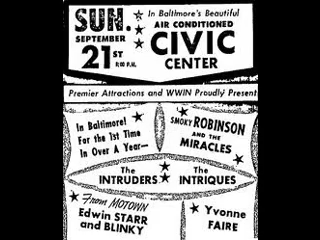 SUN.
SEPTEMBER
21ST
8:00 P.M.
In Baltimore's Beautiful
AIR CONDITIONED
CIVIC
CENTER
Premier Attractions and WWIN Proudly Present
In Baltimore!
For the 1st Time
In Over A Year—
SMOKY ROBINSON
AND THE
MIRACLES
The
INTRUDERS
The
INTRIQUES
From MOTOWN
Edwin STARR
and BLINKY
Yvonne
FAIRE